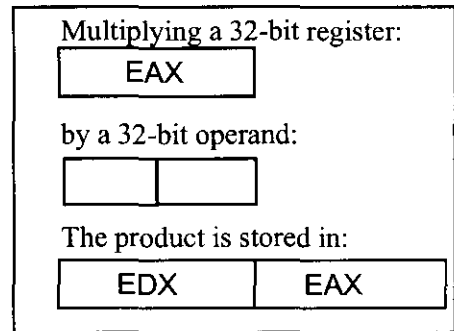 Multiplying a 32-bit register:
EAX
by a 32-bit operand:
The product is stored in:
EDX EAX